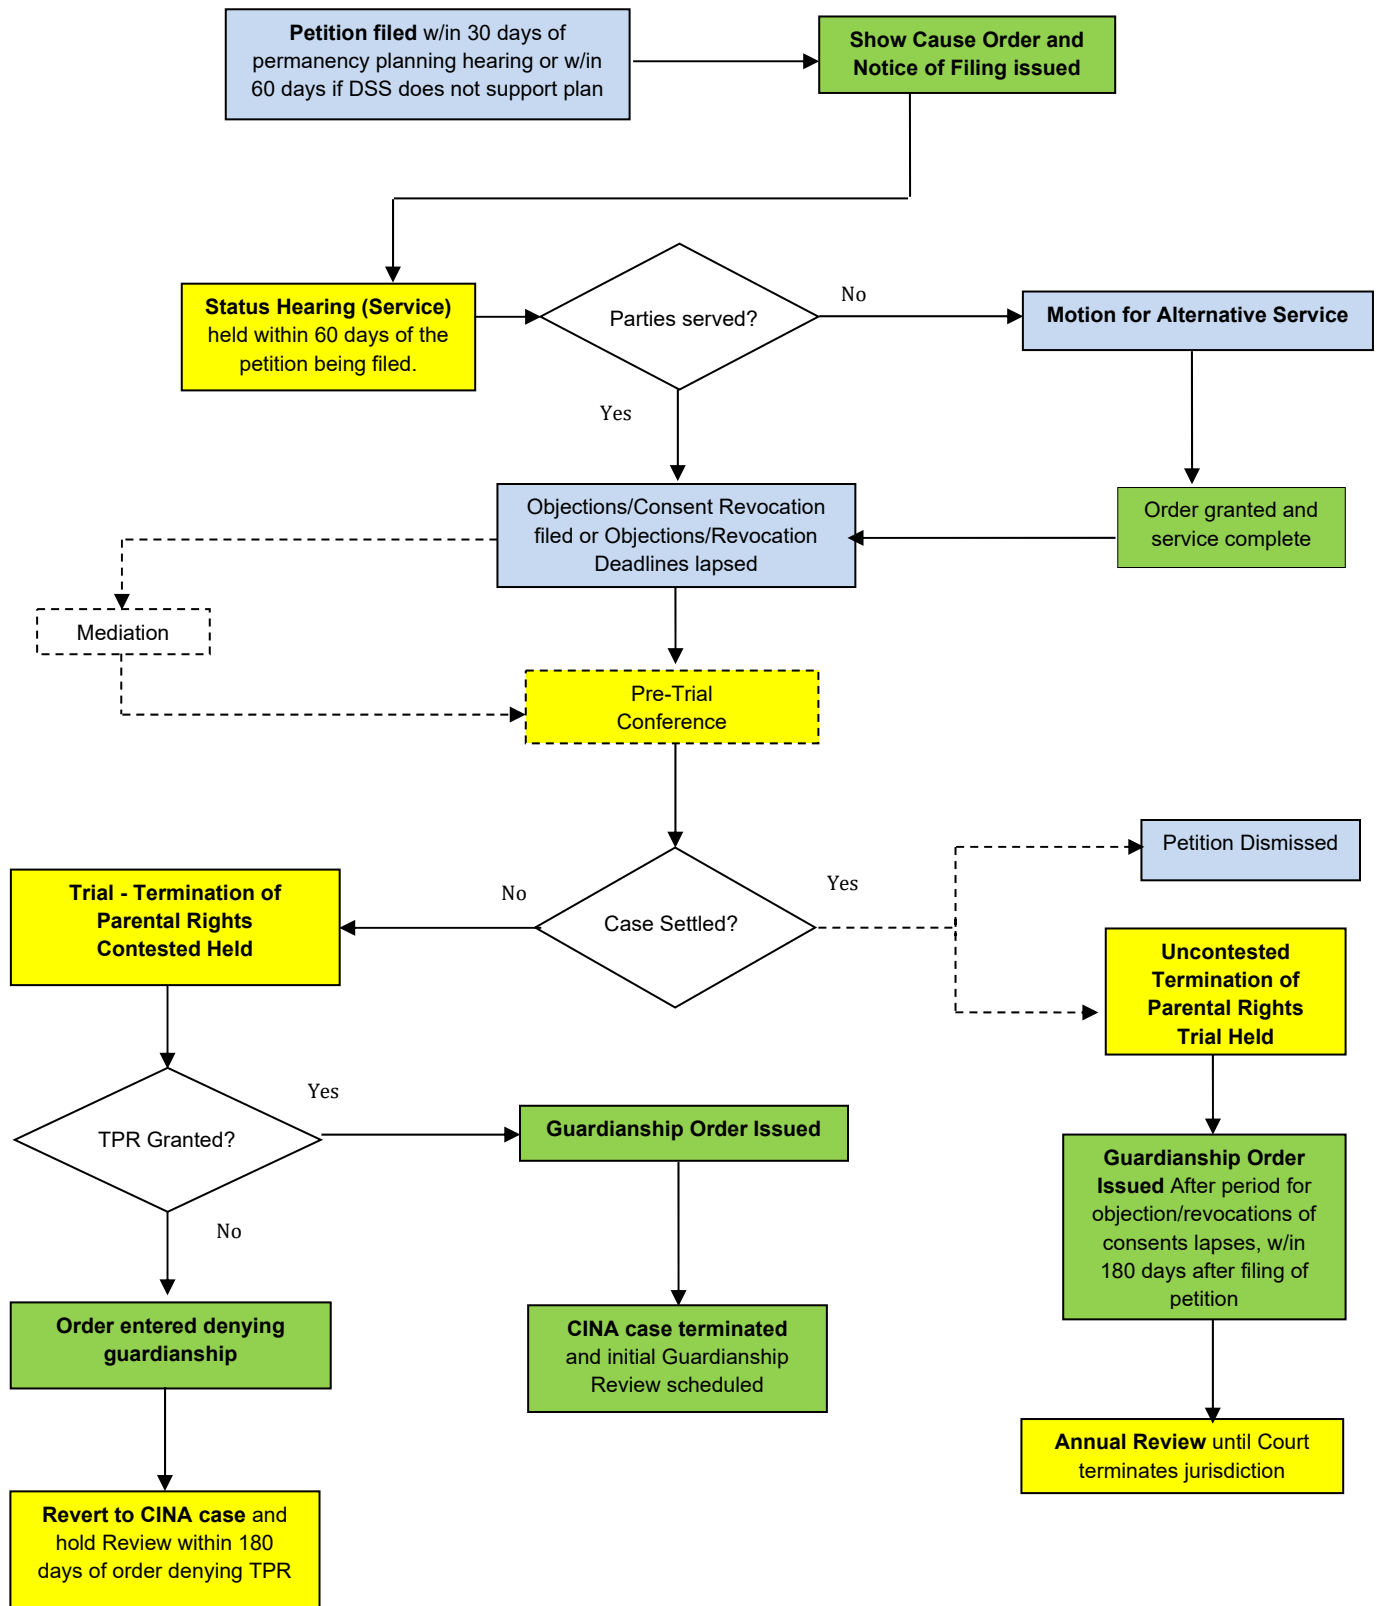 Petition filed w/in 30 days of
permanency planning hearing or w/in
60 days if DSS does not support plan
Show Cause Order and
Notice of Filing issued
Status Hearing (Service)
held within 60 days of the
petition being filed.
Parties served?
No
Motion for Alternative Service
Yes
Objections/Consent Revocation
filed or Objections/Revocation
Deadlines lapsed
Order granted and
service complete
Mediation
Pre-Trial
Conference
Petition Dismissed
Trial - Termination of
Parental Rights
Contested Held
No
Case Settled?
Yes
Uncontested
Termination of
Parental Rights
Trial Held
TPR Granted?
Yes
Guardianship Order Issued
No
Guardianship Order
Issued After period for
objection/revocations of
consents lapses, w/in
180 days after filing of
petition
Order entered denying
guardianship
CINA case terminated
and initial Guardianship
Review scheduled
Annual Review until Court
terminates jurisdiction
Revert to CINA case and
hold Review within 180
days of order denying TPR